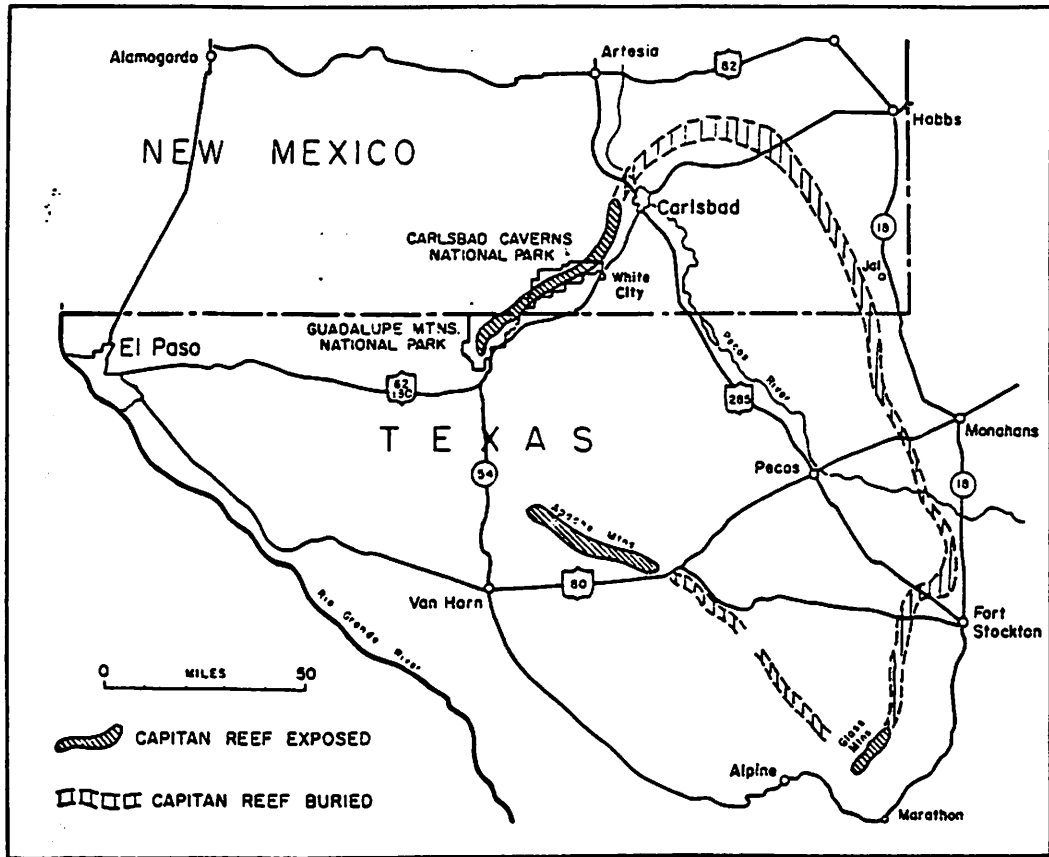 Alamogordo
Artesia
82
Hobbs
NEW MEXICO
Carlsbad
18
CARLSBAD CAVERNS
NATIONAL PARK
Jal
White
City
GUADALUPE MTNS.
NATIONAL PARK
El Paso
Pecos
River
62
285
Monahans
TEXAS
Pecos
54
18
Apache Mtns
80
Van Horn
Fort
Stockton
Rio Grande
River
0 MILES 50
CAPITAN REEF EXPOSED
Glass
Mtns
Alpine
CAPITAN REEF BURIED
Marathon